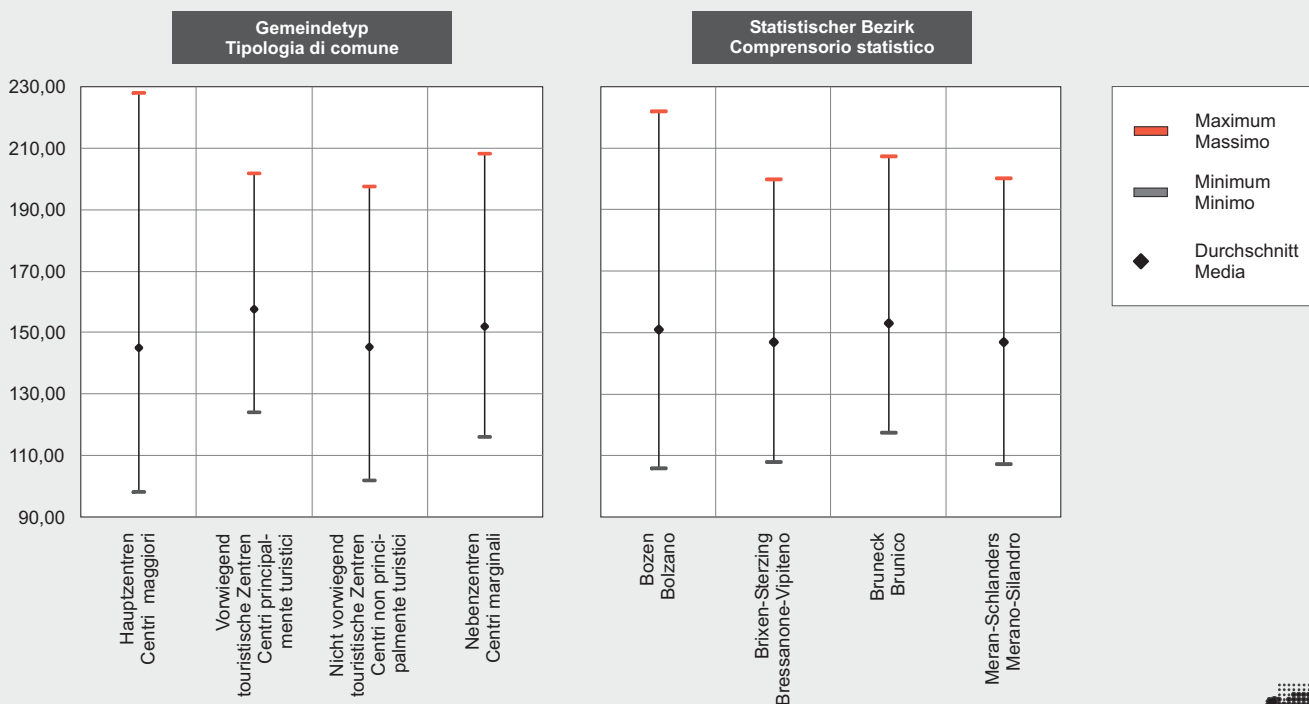 Gemeindetyp
Tipologia di comune
Statistischer Bezirk
Comprensorio statistico
230,00
210,00
190,00
170,00
150,00
130,00
110,00
90,00
Hauptzentren
Centri maggiori
Vorwiegend
touristische Zentren
Centri principal-
mente turistici
Nicht vorwiegend
touristische Zentren
Centri non princi-
palmente turistici
Nebenzentren
Centri marginali
Bozen
Bolzano
Brixen-Sterzing
Bressanone-Vipiteno
Bruneck
Brunico
Meran-Schlanders
Merano-Silandro
Maximum
Massimo
Minimum
Minimo
Durchschnitt
Media